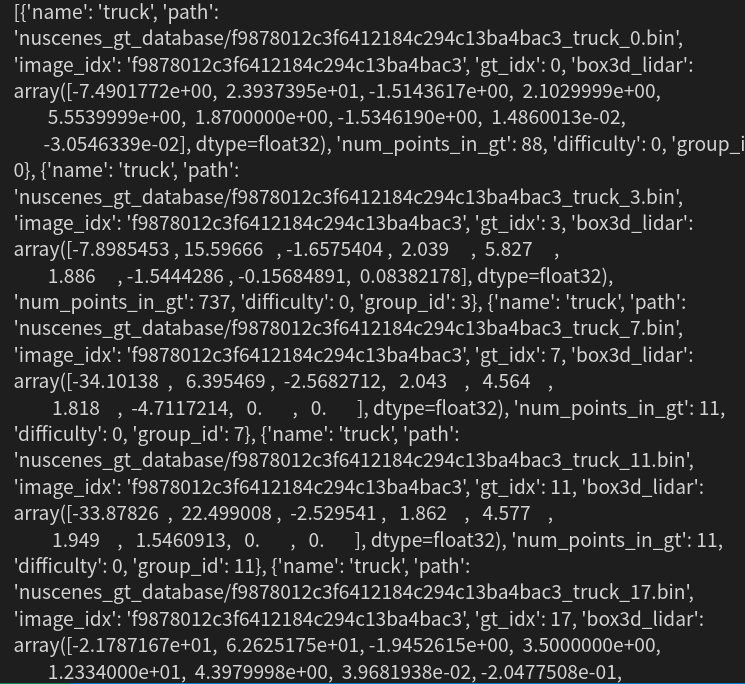 [{'name': 'truck', 'path':
'nuscenes_gt_database/f9878012c3f6412184c294c13ba4bac3_truck_0.bin',
'image_idx': 'f9878012c3f6412184c294c13ba4bac3', 'gt_idx': 0, 'box3d_lidar':
array([-7.4901772e+00, 2.3937395e+01, -1.5143617e+00, 2.1029999e+00,
5.5539999e+00, 1.8700000e+00, -1.5346190e+00, 1.4860013e-02,
-3.0546339e-02], dtype=float32), 'num_points_in_gt': 88, 'difficulty': 0, 'group_i
0}, {'name': 'truck', 'path':
'nuscenes_gt_database/f9878012c3f6412184c294c13ba4bac3_truck_3.bin',
'image_idx': 'f9878012c3f6412184c294c13ba4bac3', 'gt_idx': 3, 'box3d_lidar':
array([-7.8985453 , 15.59666 , -1.6575404 , 2.039 , 5.827 ,
1.886 , -1.5444286 , -0.15684891, 0.08382178], dtype=float32),
'num_points_in_gt': 737, 'difficulty': 0, 'group_id': 3}, {'name': 'truck', 'path':
'nuscenes_gt_database/f9878012c3f6412184c294c13ba4bac3_truck_7.bin',
'image_idx': 'f9878012c3f6412184c294c13ba4bac3', 'gt_idx': 7, 'box3d_lidar':
array([-34.10138 , 6.395469 , -2.5682712, 2.043 , 4.564 ,
1.818 , -4.7117214, 0. , 0. ], dtype=float32), 'num_points_in_gt': 11,
'difficulty': 0, 'group_id': 7}, {'name': 'truck', 'path':
'nuscenes_gt_database/f9878012c3f6412184c294c13ba4bac3_truck_11.bin',
'image_idx': 'f9878012c3f6412184c294c13ba4bac3', 'gt_idx': 11, 'box3d_lidar':
array([-33.87826 , 22.499008 , -2.529541 , 1.862 , 4.577 ,
1.949 , 1.5460913, 0. , 0. ], dtype=float32), 'num_points_in_gt': 11,
'difficulty': 0, 'group_id': 11}, {'name': 'truck', 'path':
'nuscenes_gt_database/f9878012c3f6412184c294c13ba4bac3_truck_17.bin',
'image_idx': 'f9878012c3f6412184c294c13ba4bac3', 'gt_idx': 17, 'box3d_lidar':
array([-2.1787167e+01, 6.2625175e+01, -1.9452615e+00, 3.5000000e+00,
1.2334000e+01, 4.3979998e+00, 3.9681938e-02, -2.0477508e-01,